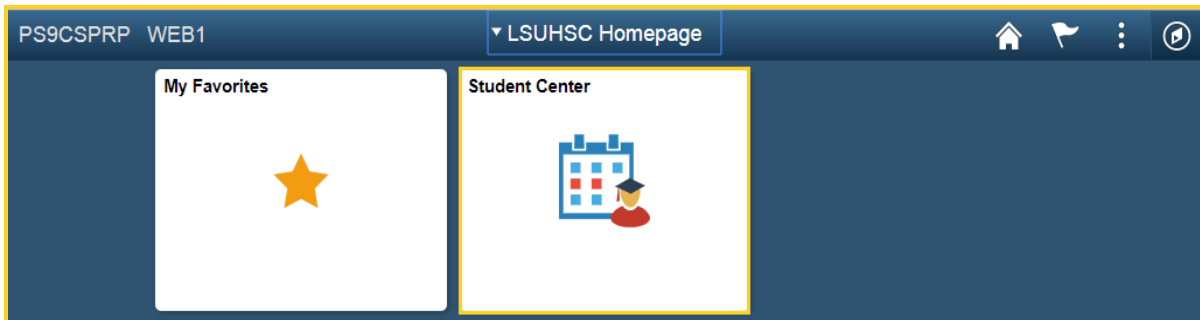 PS9CSPRP WEB1
LSUHSC Homepage
My Favorites
Student Center